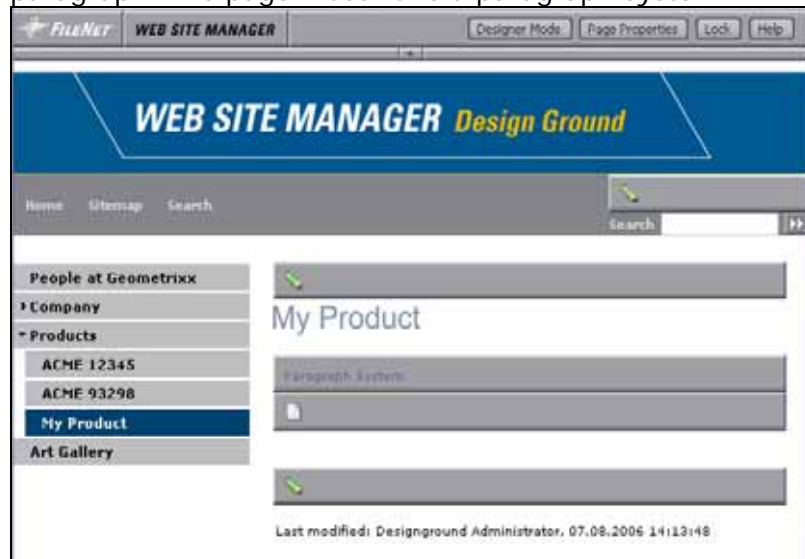 FILENET WEB SITE MANAGER Designer Mode Page Properties Lock Help
WEB SITE MANAGER Design Ground
Home Sitemap Search
Search
People at Geometrixx
Company
My Product
Products
ACME 12345
Paragraph System
ACME 93298
My Product
Art Gallery
Last modified: Designground Administrator, 07.08.2006 14:13:48